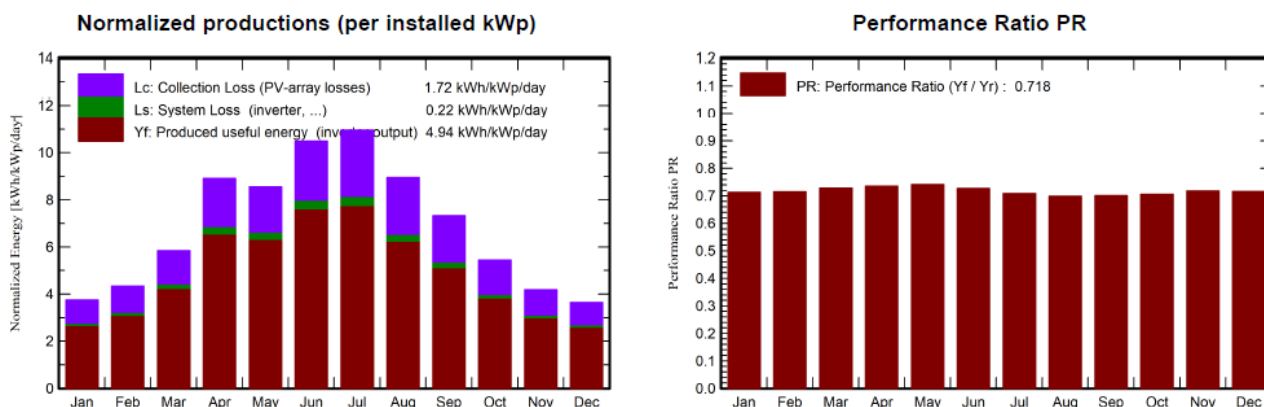 Normalized productions (per installed kWp)
Normalized Energy [kWh/kWp/day]
14
12
10
8
6
4
2
0
Lc: Collection Loss (PV-array losses) 1.72 kWh/kWp/day
Ls: System Loss (inverter, ...) 0.22 kWh/kWp/day
Yf: Produced useful energy (inverter output) 4.94 kWh/kWp/day
Jan Feb Mar Apr May Jun Jul Aug Sep Oct Nov Dec
Performance Ratio PR
Performance Ratio PR
1.2
1.1
1.0
0.9
0.8
0.7
0.6
0.5
0.4
0.3
0.2
0.1
0.0
PR: Performance Ratio (Yf / Yr) : 0.718
Jan Feb Mar Apr May Jun Jul Aug Sep Oct Nov Dec